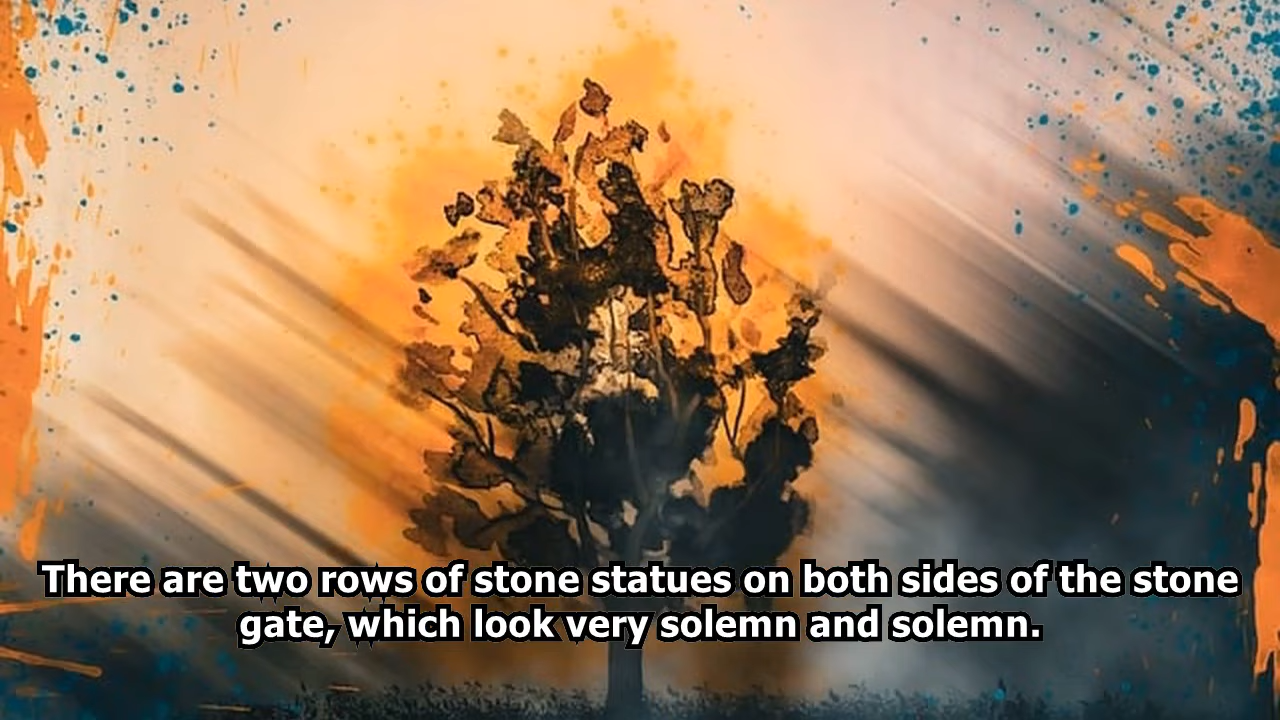 There are two rows of stone statues on both sides of the stone
gate, which look very solemn and solemn.